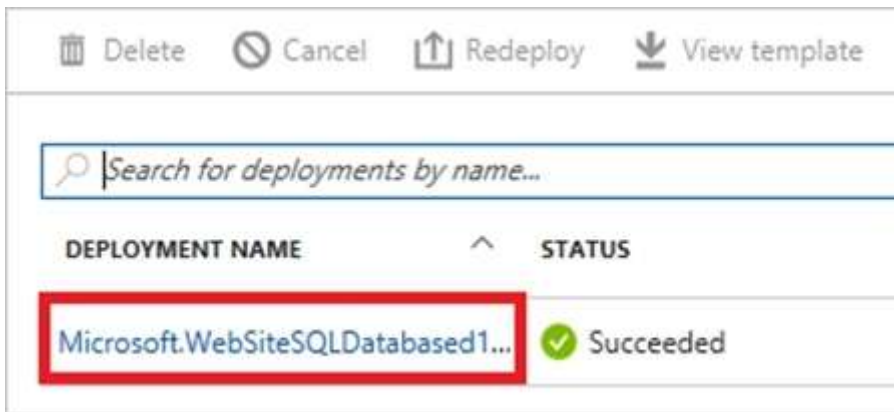 Delete Cancel Redeploy View template
Search for deployments by name...
DEPLOYMENT NAME STATUS
Microsoft.WebSiteSQLDatabased1... Succeeded